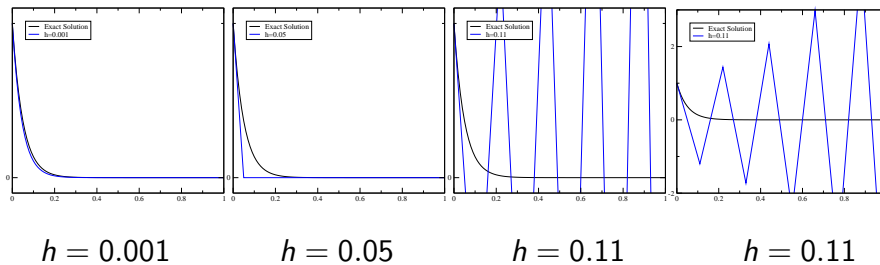 Exact Solution
h=0.001
0
0 0.2 0.4 0.6 0.8 1
Exact Solution
h=0.05
0
0 0.2 0.4 0.6 0.8 1
Exact Solution
h=0.11
0
0 0.2 0.4 0.6 0.8 1
Exact Solution
h=0.11
2
0
-2
0.2 0.4 0.6 0.8
h = 0.001
h = 0.05
h = 0.11
h = 0.11